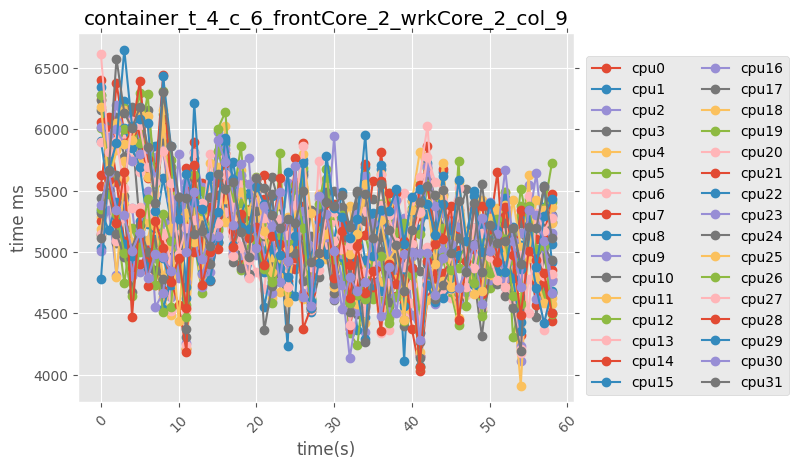 container_t_4_c_6_frontCore_2_wrkCore_2_col_9
time ms
6500
6000
5500
5000
4500
4000
0
10
20
30
40
50
60
time(s)
cpu0
cpu1
cpu2
cpu3
cpu4
cpu5
cpu6
cpu7
cpu8
cpu9
cpu10
cpu11
cpu12
cpu13
cpu14
cpu15
cpu16
cpu17
cpu18
cpu19
cpu20
cpu21
cpu22
cpu23
cpu24
cpu25
cpu26
cpu27
cpu28
cpu29
cpu30
cpu31